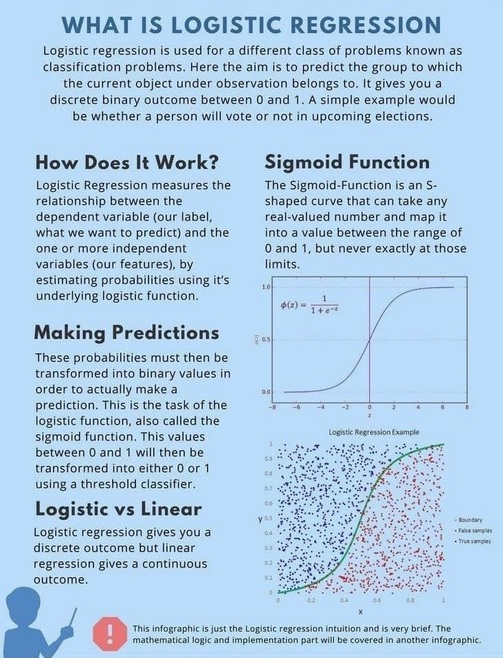 WHAT IS LOGISTIC REGRESSION
Logistic regression is used for a different class of problems known as
classification problems. Here the aim is to predict the group to which
the current object under observation belongs to. It gives you a
discrete binary outcome between 0 and 1. A simple example would
be whether a person will vote or not in upcoming elections.
How Does It Work?
Logistic Regression measures the
relationship between the
dependent variable (our label,
what we want to predict) and the
one or more independent
variables (our features), by
estimating probabilities using it's
underlying logistic function.
Making Predictions
These probabilities must then be
transformed into binary values in
order to actually make a
prediction. This is the task of the
logistic function, also called the
sigmoid function. This values
between 0 and 1 will then be
transformed into either 0 or 1
using a threshold classifier.
Logistic vs Linear
Logistic regression gives you a
discrete outcome but linear
regression gives a continuous
outcome.
Sigmoid Function
The Sigmoid-Function is an S-
shaped curve that can take any
real-valued number and map it
into a value between the range of
0 and 1, but never exactly at those
limits.
ϕ(z) = 1 / (1 + e^−z)
1.0
0.5
0.0
−8 −6 −4 −2 0 2 4 6 8
z
Logistic Regression Example
1
0.9
0.8
0.7
0.6
0.5
0.4
0.3
0.2
0.1
0
y
0 0.2 0.4 0.6 0.8 1
x
Boundary
False samples
True samples
!
This infographic is just the Logistic regression intuition and is very brief. The
mathematical logic and implementation part will be covered in another infographic.